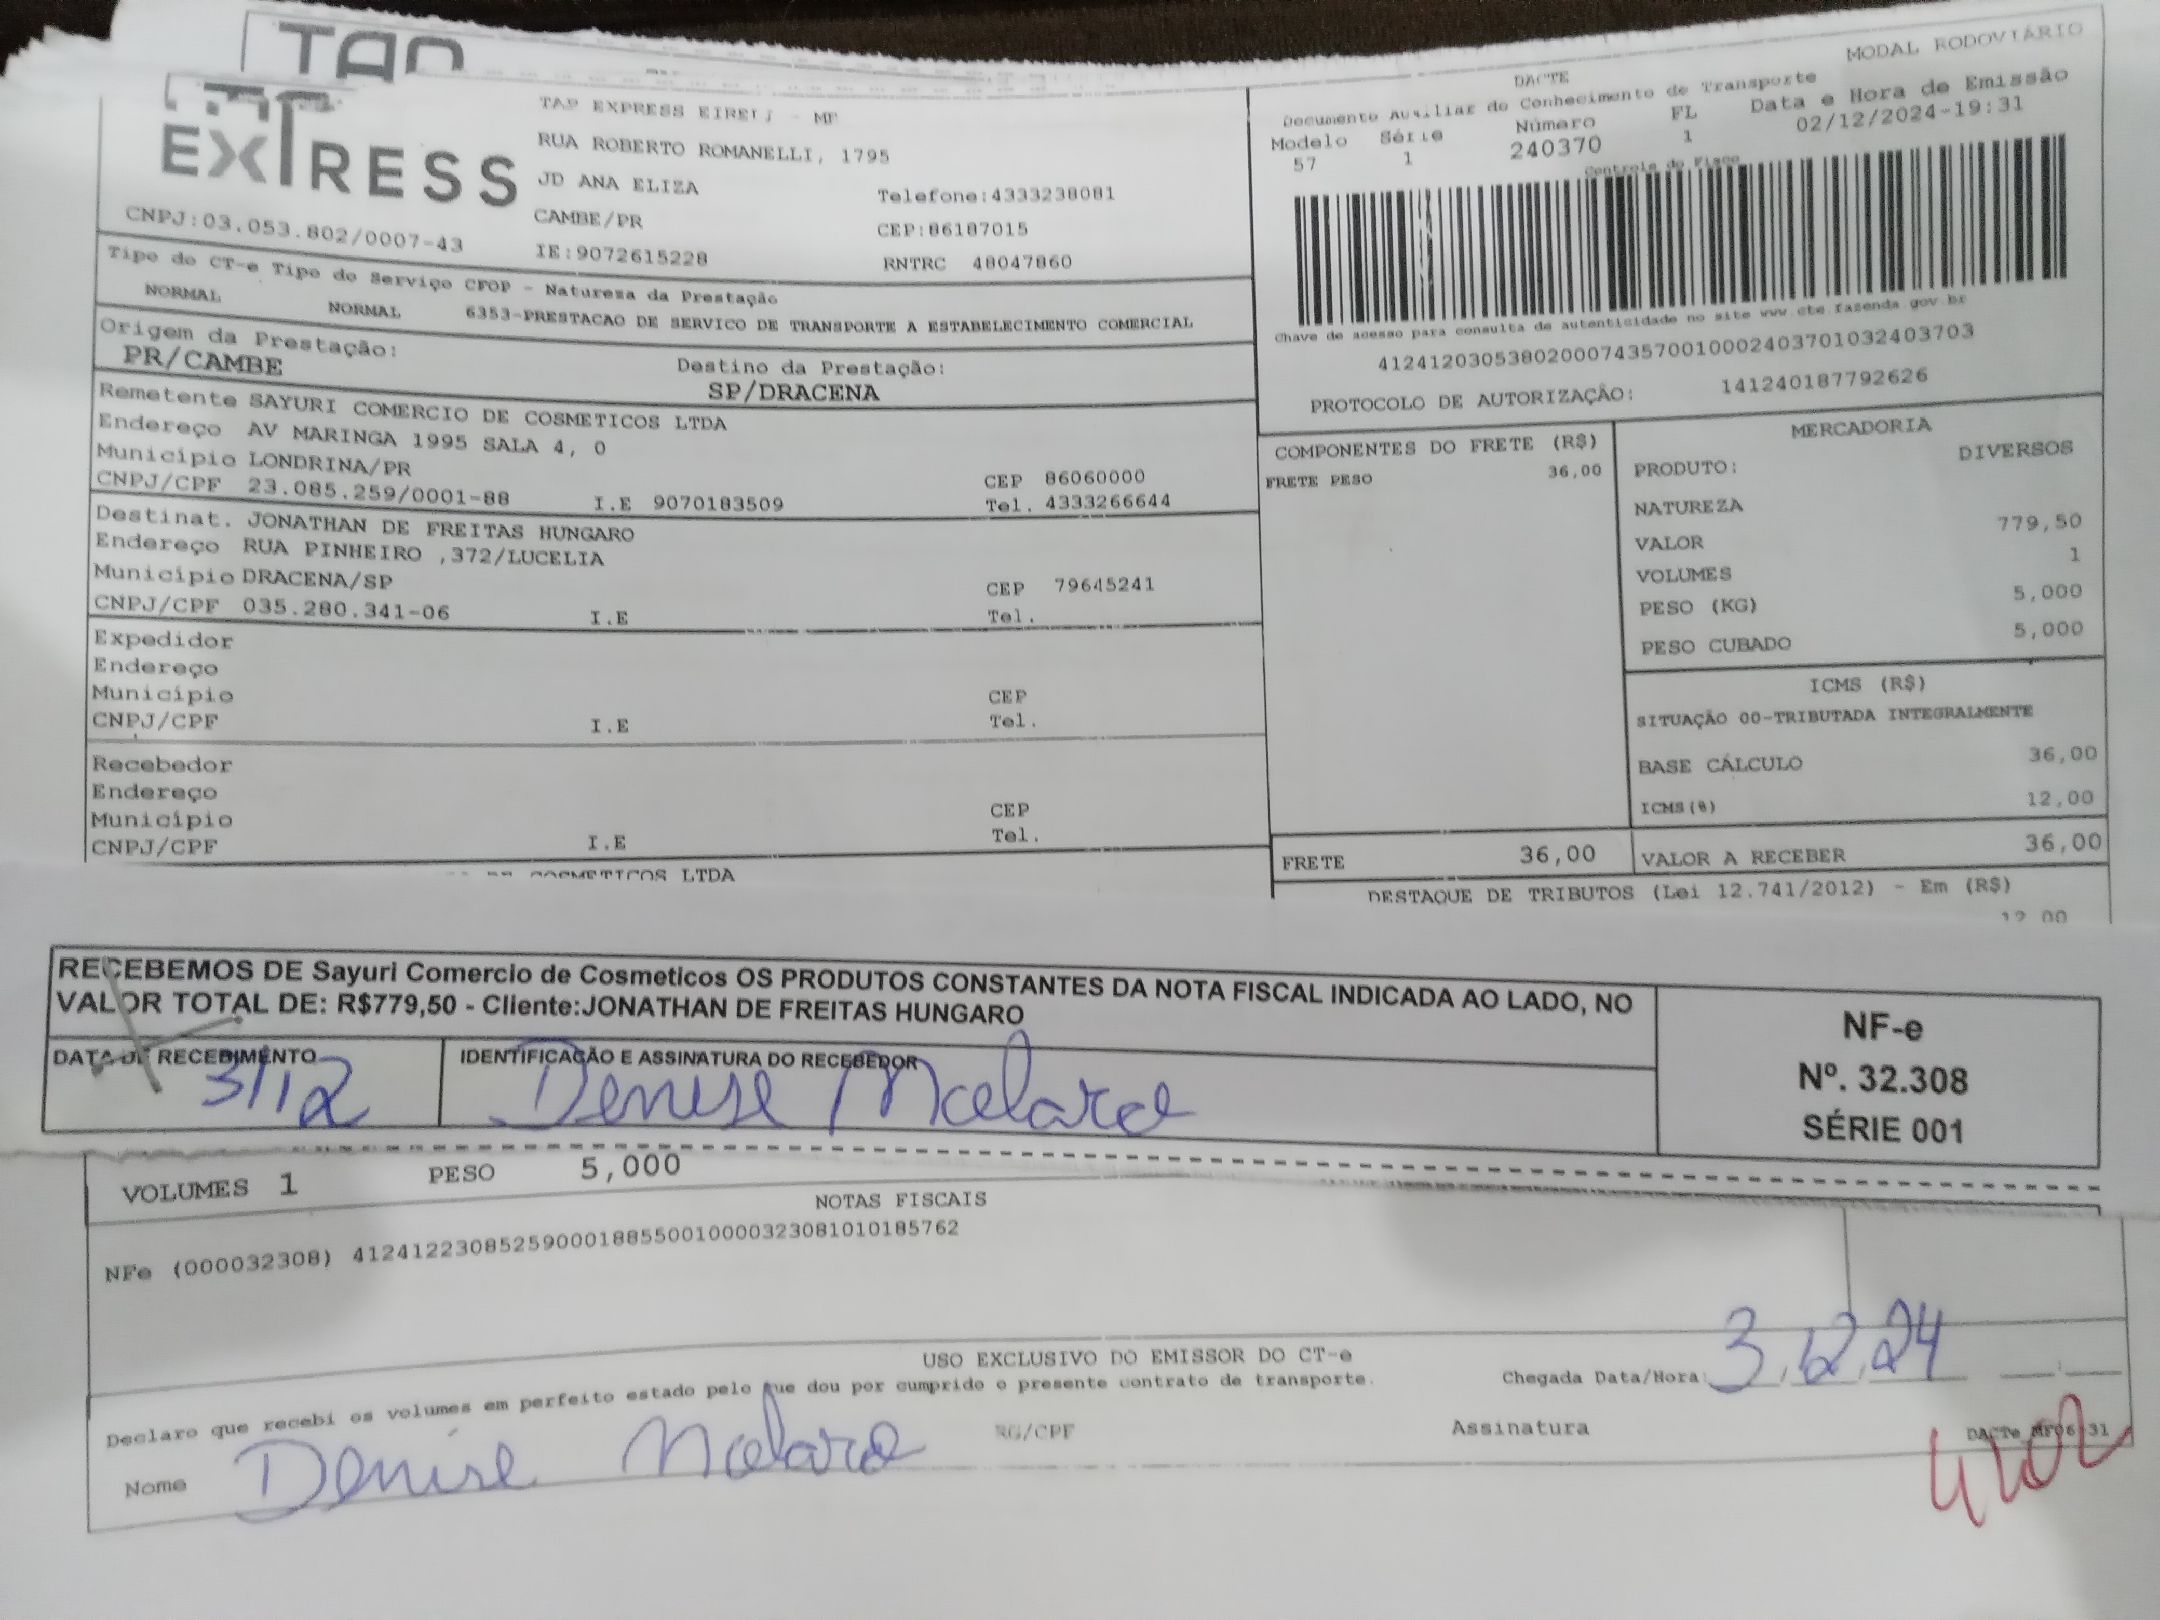 TAP
EXPRESS
CNPJ:03.053.802/0007-43
TAP EXPRESS EIRELI - MF
RUA ROBERTO ROMANELLI, 1795
JD ANA ELIZA
Telefone:4333238081
CAMBE/PR
CEP:86187015
IE:9072615228
RNTRC 48047860
MODAL RODOVIÁRIO
DACTE
Documento Auxiliar do Conhecimento de Transporte
Modelo Série Número FL Data e Hora de Emissão
57 1 240370 1 02/12/2024-19:31
Controle do Fisco
Chave de acesso para consulta de autenticidade no site www.cte.fazenda.gov.br
41241203053802000743570010002403701032403703
PROTOCOLO DE AUTORIZAÇÃO: 141240187792626
Tipo do CT-e Tipo do Serviço CFOP - Natureza da Prestação
NORMAL NORMAL 6353-PRESTACAO DE SERVICO DE TRANSPORTE A ESTABELECIMENTO COMERCIAL
Origem da Prestação: Destino da Prestação:
PR/CAMBE SP/DRACENA
Remetente SAYURI COMERCIO DE COSMETICOS LTDA
Endereço AV MARINGA 1995 SALA 4, 0
Município LONDRINA/PR CEP 86060000
CNPJ/CPF 23.085.259/0001-88 I.E 9070183509 Tel. 4333266644
Destinat. JONATHAN DE FREITAS HUNGARO
Endereço RUA PINHEIRO ,372/LUCELIA
Município DRACENA/SP CEP 79645241
CNPJ/CPF 035.280.341-06 I.E Tel.
Expedidor
Endereço
Município CEP
CNPJ/CPF I.E Tel.
Recebedor
Endereço
Município CEP
CNPJ/CPF I.E Tel.
COSMETICOS LTDA
COMPONENTES DO FRETE (R$)
FRETE PESO 36,00
MERCADORIA
PRODUTO: DIVERSOS
NATUREZA
VALOR 779,50
VOLUMES 1
PESO (KG) 5,000
PESO CUBADO 5,000
ICMS (R$)
SITUAÇÃO 00-TRIBUTADA INTEGRALMENTE
BASE CÁLCULO 36,00
ICMS(%) 12,00
FRETE 36,00 VALOR A RECEBER 36,00
DESTAQUE DE TRIBUTOS (Lei 12.741/2012) - Em (R$)
12,00
RECEBEMOS DE Sayuri Comercio de Cosmeticos OS PRODUTOS CONSTANTES DA NOTA FISCAL INDICADA AO LADO, NO
VALOR TOTAL DE: R$779,50 - Cliente:JONATHAN DE FREITAS HUNGARO
DATA DE RECEBIMENTO IDENTIFICAÇÃO E ASSINATURA DO RECEBEDOR
3/12 Denise
NF-e
Nº. 32.308
SÉRIE 001
VOLUMES 1 PESO 5,000
NOTAS FISCAIS
NFe (000032308) 41241223085259000188550010000323081010185762
USO EXCLUSIVO DO EMISSOR DO CT-e
Declaro que recebi os volumes em perfeito estado pelo que dou por cumprido o presente contrato de transporte.
Chegada Data/Hora: 3.12.24
Nome Denise RG/CPF Assinatura